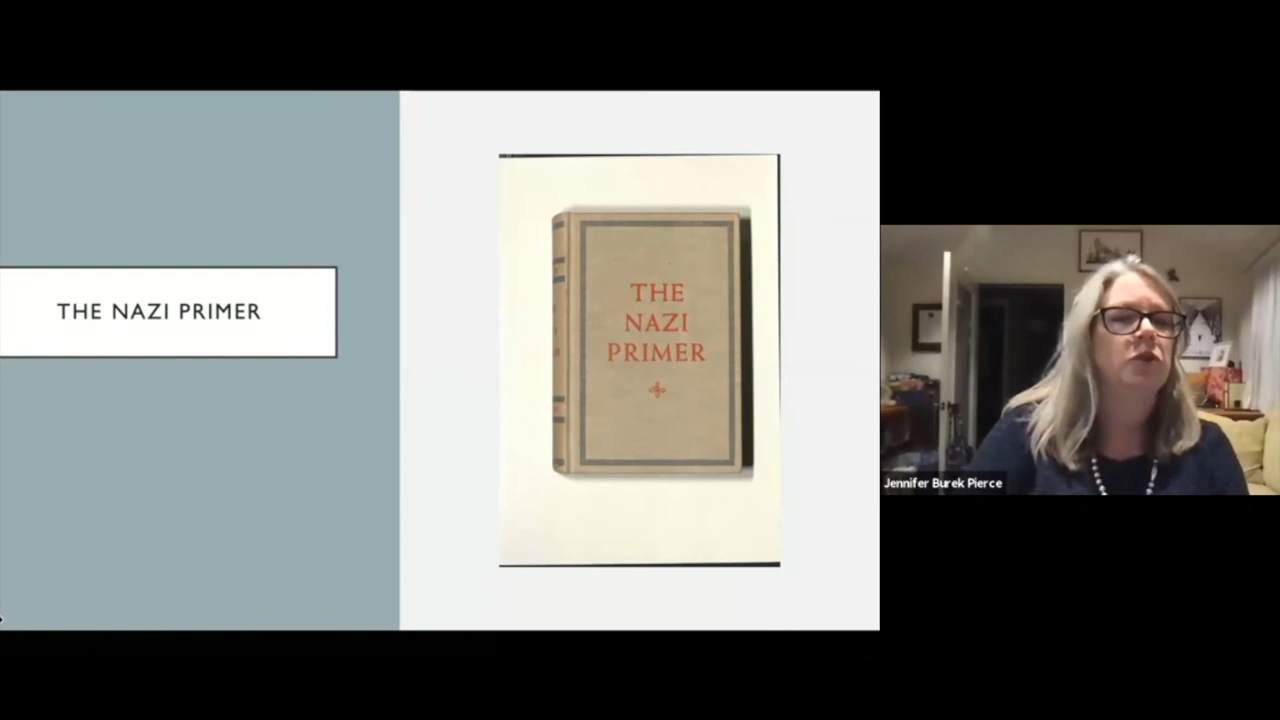 THE NAZI PRIMER
THE
NAZI
PRIMER
Jennifer Burek Pierce